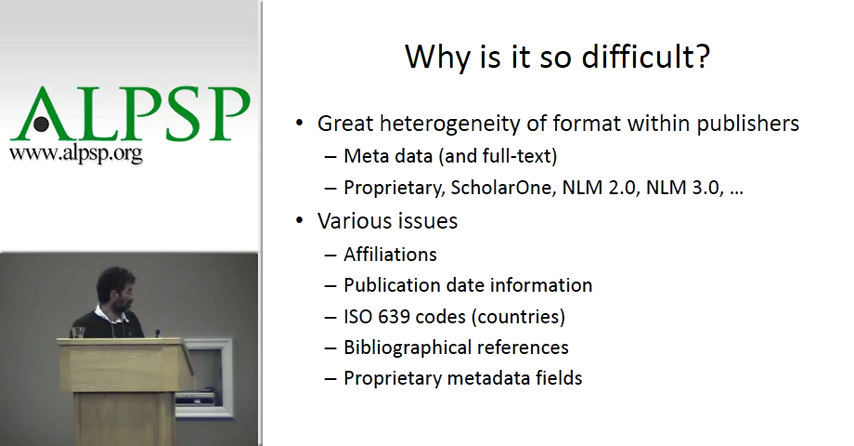 ALPSP
www.alpsp.org
Why is it so difficult?
• Great heterogeneity of format within publishers
– Meta data (and full-text)
– Proprietary, ScholarOne, NLM 2.0, NLM 3.0, ...
• Various issues
– Affiliations
– Publication date information
– ISO 639 codes (countries)
– Bibliographical references
– Proprietary metadata fields